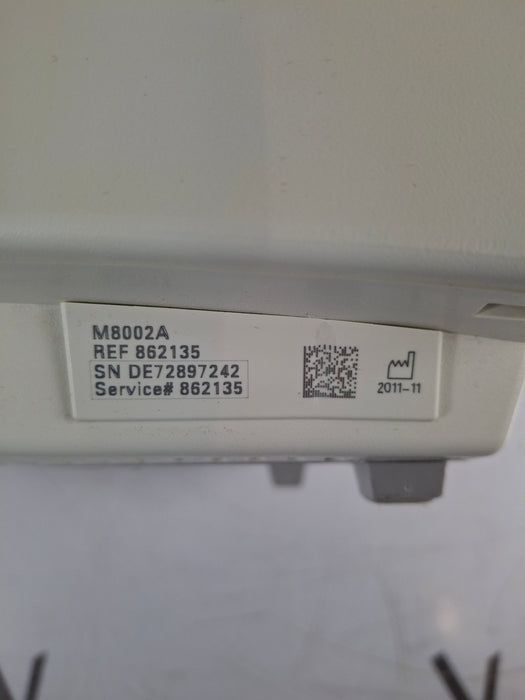 M8002A
REF 862135
SN DE72897242
Service# 862135
2011-11